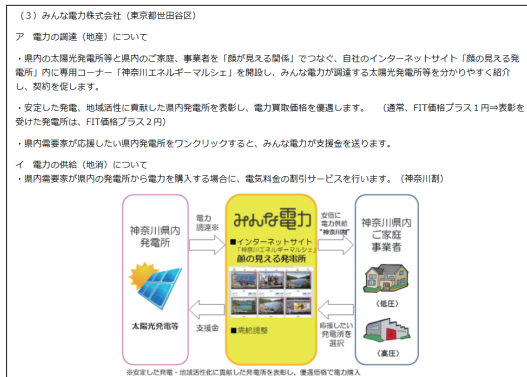 （３）みんな電力株式会社（東京都世田谷区）
ア　電力の調達（地産）について
・県内の太陽光発電所等と県内のご家庭、事業者を「顔が見える関係」でつなぐ、自社のインターネットサイト「顔の見える発
電所」内に専用コーナー「神奈川エネルギーマルシェ」を開設し、みんな電力が調達する太陽光発電所等を分かりやすく紹介
し、契約を促します。
・安定した発電、地域活性に貢献した県内発電所を表彰し、電力買取価格を優遇します。　（通常、FIT価格プラス１円⇒表彰を
受けた発電所は、FIT価格プラス２円）
・県内需要家が応援したい県内発電所をワンクリックすると、みんな電力が支援金を送ります。
イ　電力の供給（地消）について
・県内需要家が県内の発電所から電力を購入する場合に、電気料金の割引サービスを行います。（神奈川割）
神奈川県内
発電所
太陽光発電等
電力
調達※
支援金
みんな電力
■インターネットサイト
「神奈川エネルギーマルシェ」
顔の見える発電所
■需給調整
安価に
電力供給
"神奈川割"
応援したい
発電所を
選択
神奈川県内
ご家庭
事業者
（低圧）
（高圧）
※安定した発電・地域活性化に貢献した発電所を表彰し、優遇価格で電力購入